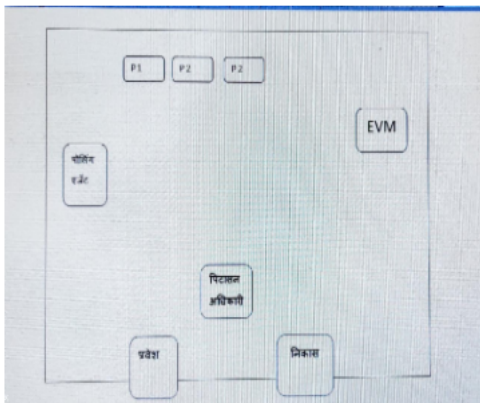 P1 P2 P2
EVM
पोलिंग
एजेंट
पिटासन
अधिकारी
प्रवेश
निकास